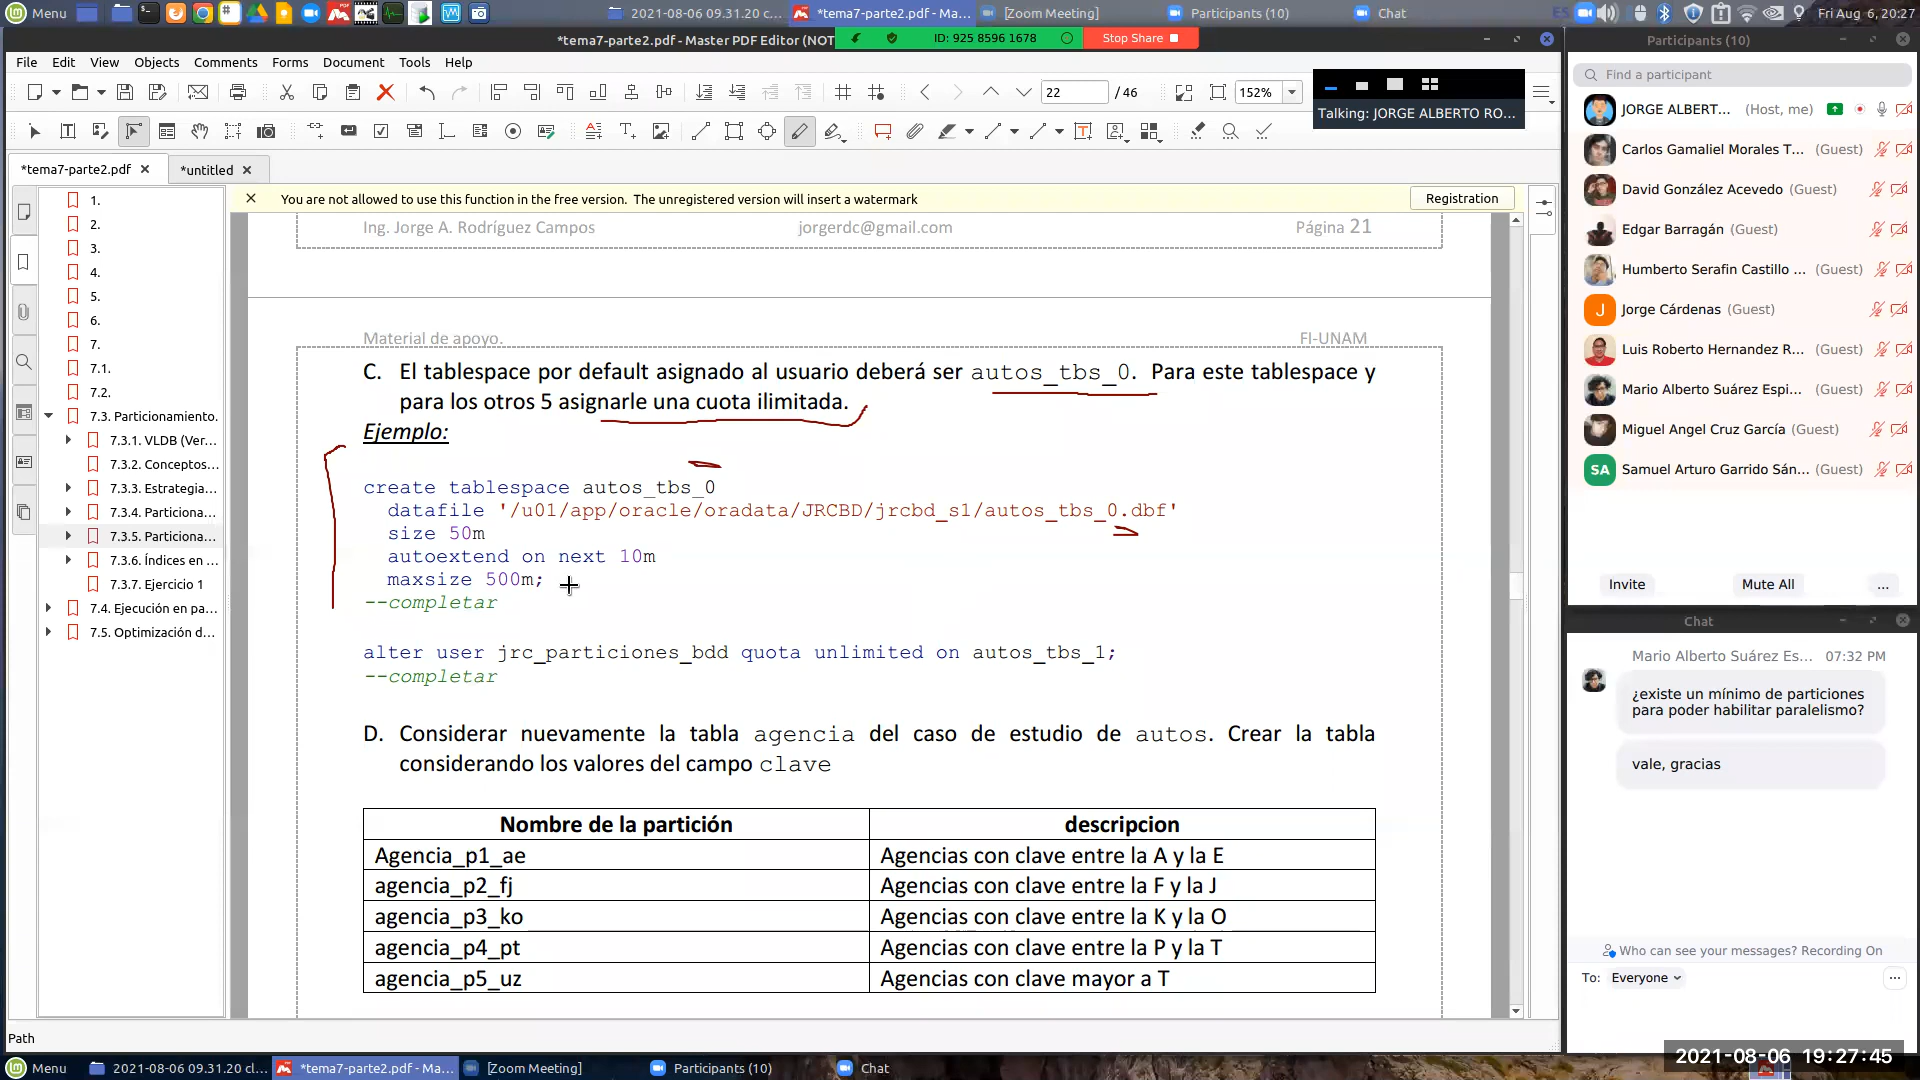 Menu
2021-08-06 09.31.20 c...
*tema7-parte2.pdf - Ma...
[Zoom Meeting]
Participants (10)
Chat
ES
Fri Aug 6, 20:27
*tema7-parte2.pdf - Master PDF Editor (NOT
ID: 925 8596 1678
Stop Share
File Edit View Objects Comments Forms Document Tools Help
22 / 46
152%
Talking: JORGE ALBERTO RO...
*tema7-parte2.pdf
*untitled
You are not allowed to use this function in the free version. The unregistered version will insert a watermark
Registration
1.
2.
3.
4.
5.
6.
7.
7.1.
7.2.
7.3. Particionamiento.
7.3.1. VLDB (Ver...
7.3.2. Conceptos...
7.3.3. Estrategia...
7.3.4. Particiona...
7.3.5. Particiona...
7.3.6. Índices en ...
7.3.7. Ejercicio 1
7.4. Ejecución en pa...
7.5. Optimización d...
Ing. Jorge A. Rodríguez Campos jorgerdc@gmail.com Página 21
Material de apoyo. FI-UNAM
C. El tablespace por default asignado al usuario deberá ser autos_tbs_0. Para este tablespace y
para los otros 5 asignarle una cuota ilimitada.
Ejemplo:
create tablespace autos_tbs_0
datafile '/u01/app/oracle/oradata/JRCBD/jrcbd_s1/autos_tbs_0.dbf'
size 50m
autoextend on next 10m
maxsize 500m;
--completar
alter user jrc_particiones_bdd quota unlimited on autos_tbs_1;
--completar
D. Considerar nuevamente la tabla agencia del caso de estudio de autos. Crear la tabla
considerando los valores del campo clave
Nombre de la partición descripcion
Agencia_p1_ae Agencias con clave entre la A y la E
agencia_p2_fj Agencias con clave entre la F y la J
agencia_p3_ko Agencias con clave entre la K y la O
agencia_p4_pt Agencias con clave entre la P y la T
agencia_p5_uz Agencias con clave mayor a T
Path
Participants (10)
Find a participant
JORGE ALBERT... (Host, me)
Carlos Gamaliel Morales T... (Guest)
David González Acevedo (Guest)
Edgar Barragán (Guest)
Humberto Serafin Castillo ... (Guest)
J Jorge Cárdenas (Guest)
Luis Roberto Hernandez R... (Guest)
Mario Alberto Suárez Espi... (Guest)
Miguel Angel Cruz García (Guest)
SA Samuel Arturo Garrido Sán... (Guest)
Invite Mute All ...
Chat
Mario Alberto Suárez Es... 07:32 PM
¿existe un mínimo de particiones
para poder habilitar paralelismo?
vale, gracias
Who can see your messages? Recording On
To: Everyone
2021-08-06 19:27:45
Menu
2021-08-06 09.31.20 cl...
*tema7-parte2.pdf - Ma...
[Zoom Meeting]
Participants (10)
Chat